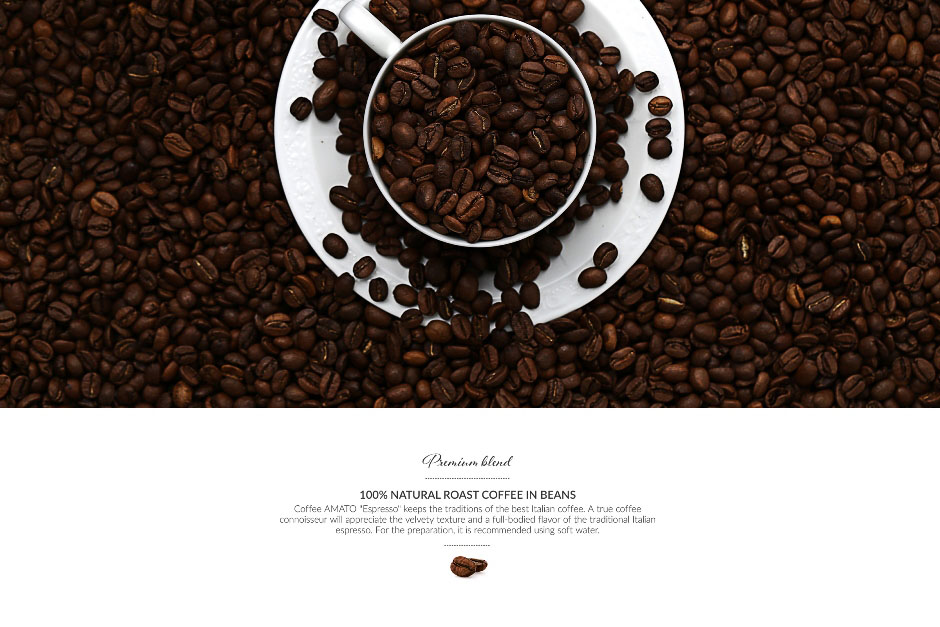 Premium blend
100% NATURAL ROAST COFFEE IN BEANS
Coffee AMATO "Espresso" keeps the traditions of the best Italian coffee. A true coffee
connoisseur will appreciate the velvety texture and a full-bodied flavor of the traditional Italian
espresso. For the preparation, it is recommended using soft water.